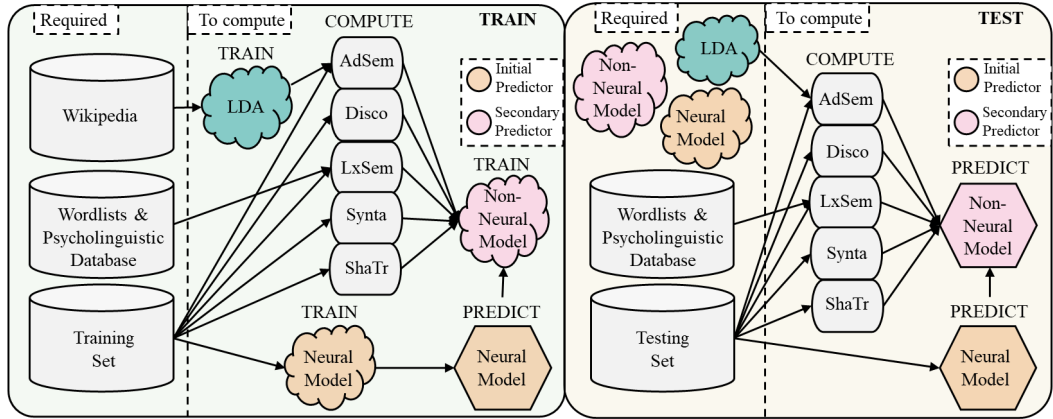 Required
To compute
COMPUTE
TRAIN
TRAIN
Wikipedia
LDA
AdSem
Disco
LxSem
Synta
ShaTr
Initial
Predictor
Secondary
Predictor
Wordlists &
Psycholinguistic
Database
TRAIN
Non-
Neural
Model
Training
Set
TRAIN
Neural
Model
PREDICT
Neural
Model
Required
To compute
TEST
Non-
Neural
Model
LDA
Neural
Model
COMPUTE
AdSem
Disco
LxSem
Synta
ShaTr
Initial
Predictor
Secondary
Predictor
Wordlists &
Psycholinguistic
Database
PREDICT
Non-
Neural
Model
Testing
Set
PREDICT
Neural
Model